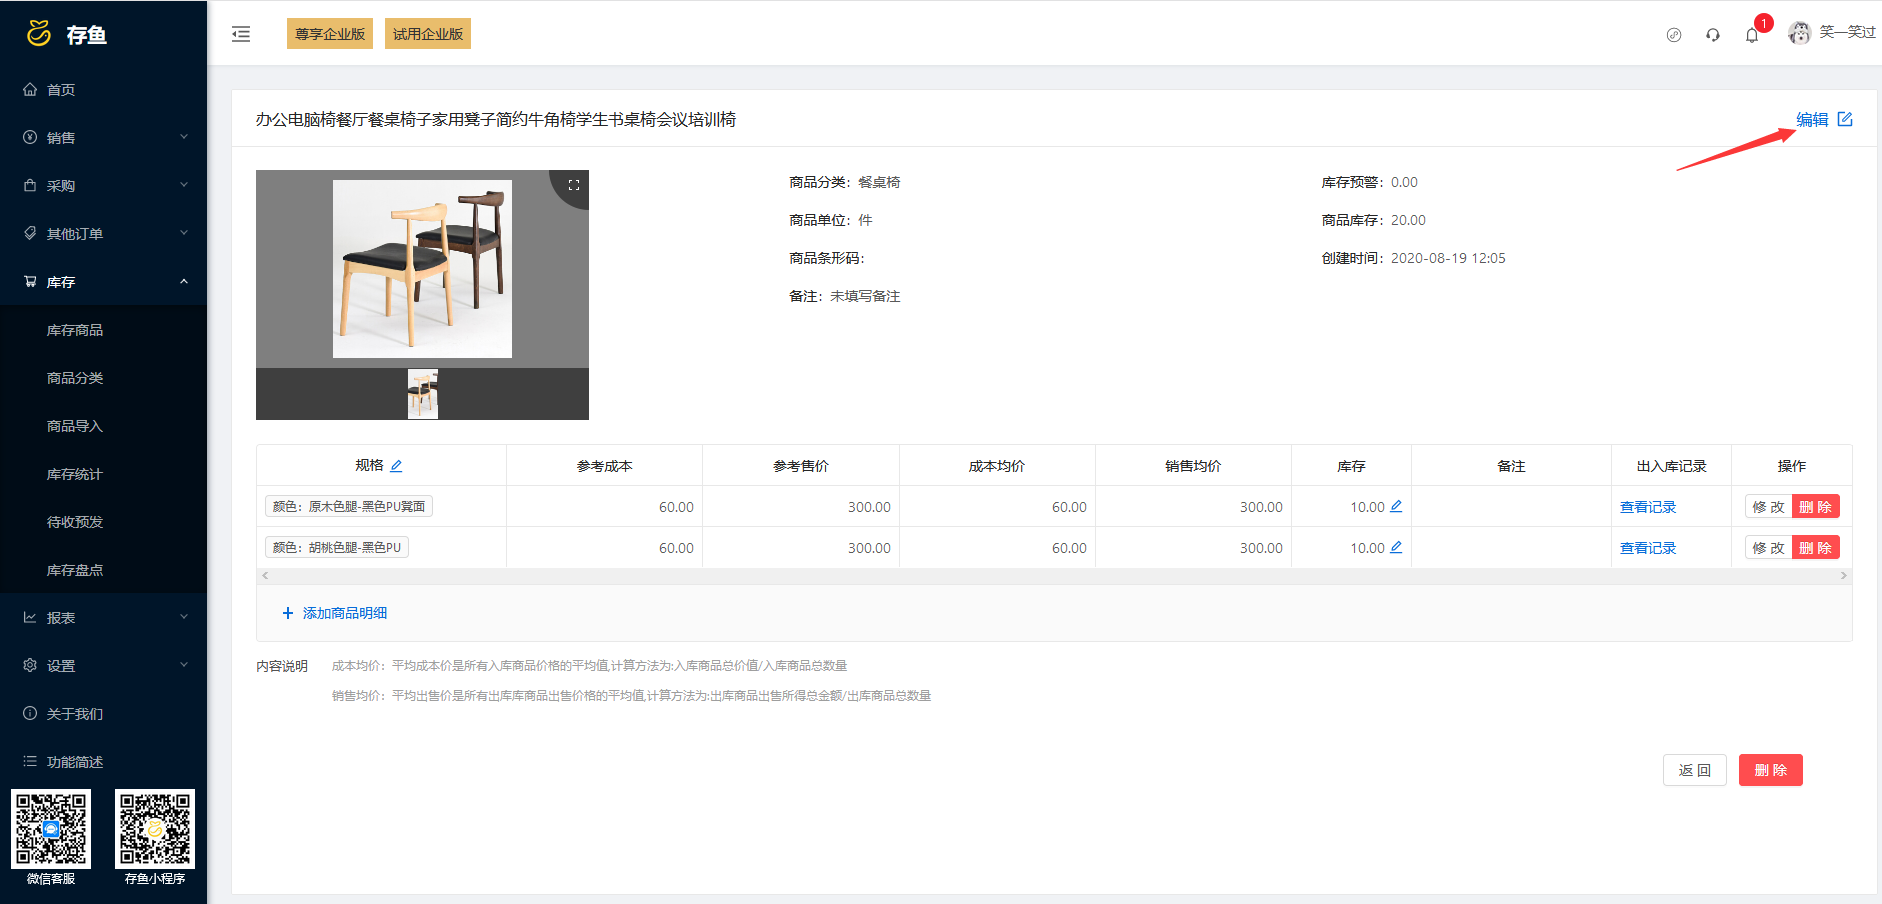 存鱼
尊享企业版 试用企业版
1
笑一笑过
首页
销售
采购
其他订单
库存
库存商品
商品分类
商品导入
库存统计
待收预发
库存盘点
报表
设置
关于我们
功能简述
微信客服 存鱼小程序
办公电脑椅餐厅餐桌椅子家用凳子简约牛角椅学生书桌椅会议培训椅
编辑
商品分类：餐桌椅
商品单位：件
商品条形码：
备注：未填写备注
库存预警：0.00
商品库存：20.00
创建时间：2020-08-19 12:05
规格 参考成本 参考售价 成本均价 销售均价 库存 备注 出入库记录 操作
颜色：原木色腿-黑色PU凳面 60.00 300.00 60.00 300.00 10.00 查看记录 修 改 删 除
颜色：胡桃色腿-黑色PU 60.00 300.00 60.00 300.00 10.00 查看记录 修 改 删 除
+ 添加商品明细
内容说明 成本均价：平均成本价是所有入库商品价格的平均值,计算方法为:入库商品总价值/入库商品总数量
销售均价：平均出售价是所有出库库商品出售价格的平均值,计算方法为:出库商品出售所得总金额/出库商品总数量
返 回 删 除